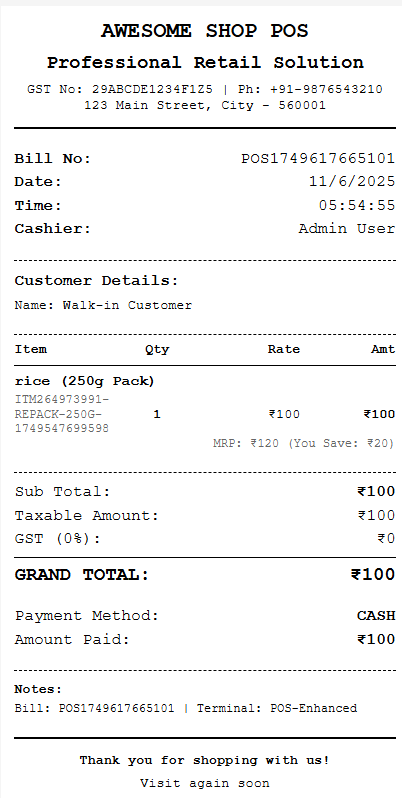 AWESOME SHOP POS
Professional Retail Solution
GST No: 29ABCDE1234F1Z5 | Ph: +91-9876543210
123 Main Street, City - 560001
Bill No: POS1749617665101
Date: 11/6/2025
Time: 05:54:55
Cashier: Admin User
Customer Details:
Name: Walk-in Customer
Item Qty Rate Amt
rice (250g Pack)
ITM264973991-
REPACK-250G- 1 ₹100 ₹100
1749547699598
MRP: ₹120 (You Save: ₹20)
Sub Total: ₹100
Taxable Amount: ₹100
GST (0%): ₹0
GRAND TOTAL: ₹100
Payment Method: CASH
Amount Paid: ₹100
Notes:
Bill: POS1749617665101 | Terminal: POS-Enhanced
Thank you for shopping with us!
Visit again soon